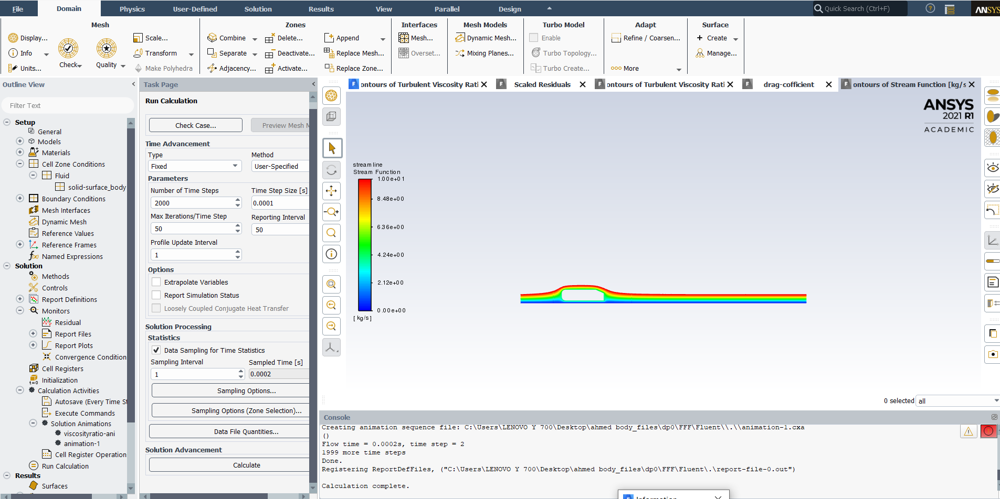 File
Domain
Physics
User-Defined
Solution
Results
View
Parallel
Design
Quick Search (Ctrl+F)
ANSYS
Mesh
Display...
Info
Units...
Check
Quality
Scale...
Transform
Make Polyhedra
Zones
Combine
Separate
Adjacency...
Delete...
Deactivate...
Activate...
Append
Replace Mesh...
Replace Zone...
Interfaces
Mesh...
Overset...
Mesh Models
Dynamic Mesh...
Mixing Planes...
Turbo Model
Enable
Turbo Topology...
Turbo Create...
Adapt
Refine / Coarsen...
More
Surface
+ Create
Manage...
Outline View
Filter Text
Setup
General
Models
Materials
Cell Zone Conditions
Fluid
solid-surface_body
Boundary Conditions
Mesh Interfaces
Dynamic Mesh
Reference Values
Reference Frames
f(x) Named Expressions
Solution
Methods
Controls
Report Definitions
Monitors
Residual
Report Files
Report Plots
Convergence Condition
Cell Registers
t=0 Initialization
Calculation Activities
Autosave (Every Time St
Execute Commands
Solution Animations
viscosityratio-ani
animation-1
Cell Register Operation
Run Calculation
Results
Surfaces
Task Page
Run Calculation
Check Case...
Preview Mesh M
Time Advancement
Type
Method
Fixed
User-Specified
Parameters
Number of Time Steps
Time Step Size [s]
2000
0.0001
Max Iterations/Time Step
Reporting Interval
50
50
Profile Update Interval
1
Options
Extrapolate Variables
Report Simulation Status
Loosely Coupled Conjugate Heat Transfer
Solution Processing
Statistics
Data Sampling for Time Statistics
Sampling Interval
Sampled Time [s]
1
0.0002
Sampling Options...
Sampling Options (Zone Selection)...
Data File Quantities...
Solution Advancement
Calculate
ontours of Turbulent Viscosity Rati
Scaled Residuals
ontours of Turbulent Viscosity Rati
drag-cofficient
ontours of Stream Function [kg/s
ANSYS
2021 R1
ACADEMIC
streamline
Stream Function
1.00e+01
8.48e+00
6.36e+00
4.24e+00
2.12e+00
0.00e+00
[ kg/s ]
0 selected
all
Console
Creating animation sequence file: C:\Users\LENOVO Y 700\Desktop\ahmed body_files\dp0\FFF\Fluent\\.\\animation-1.cxa
()
Flow time = 0.0002s, time step = 2
1999 more time steps
Done.
Registering ReportDefFiles, ("C:\Users\LENOVO Y 700\Desktop\ahmed body_files\dp0\FFF\Fluent\.\report-file-0.out")
Calculation complete.
Information